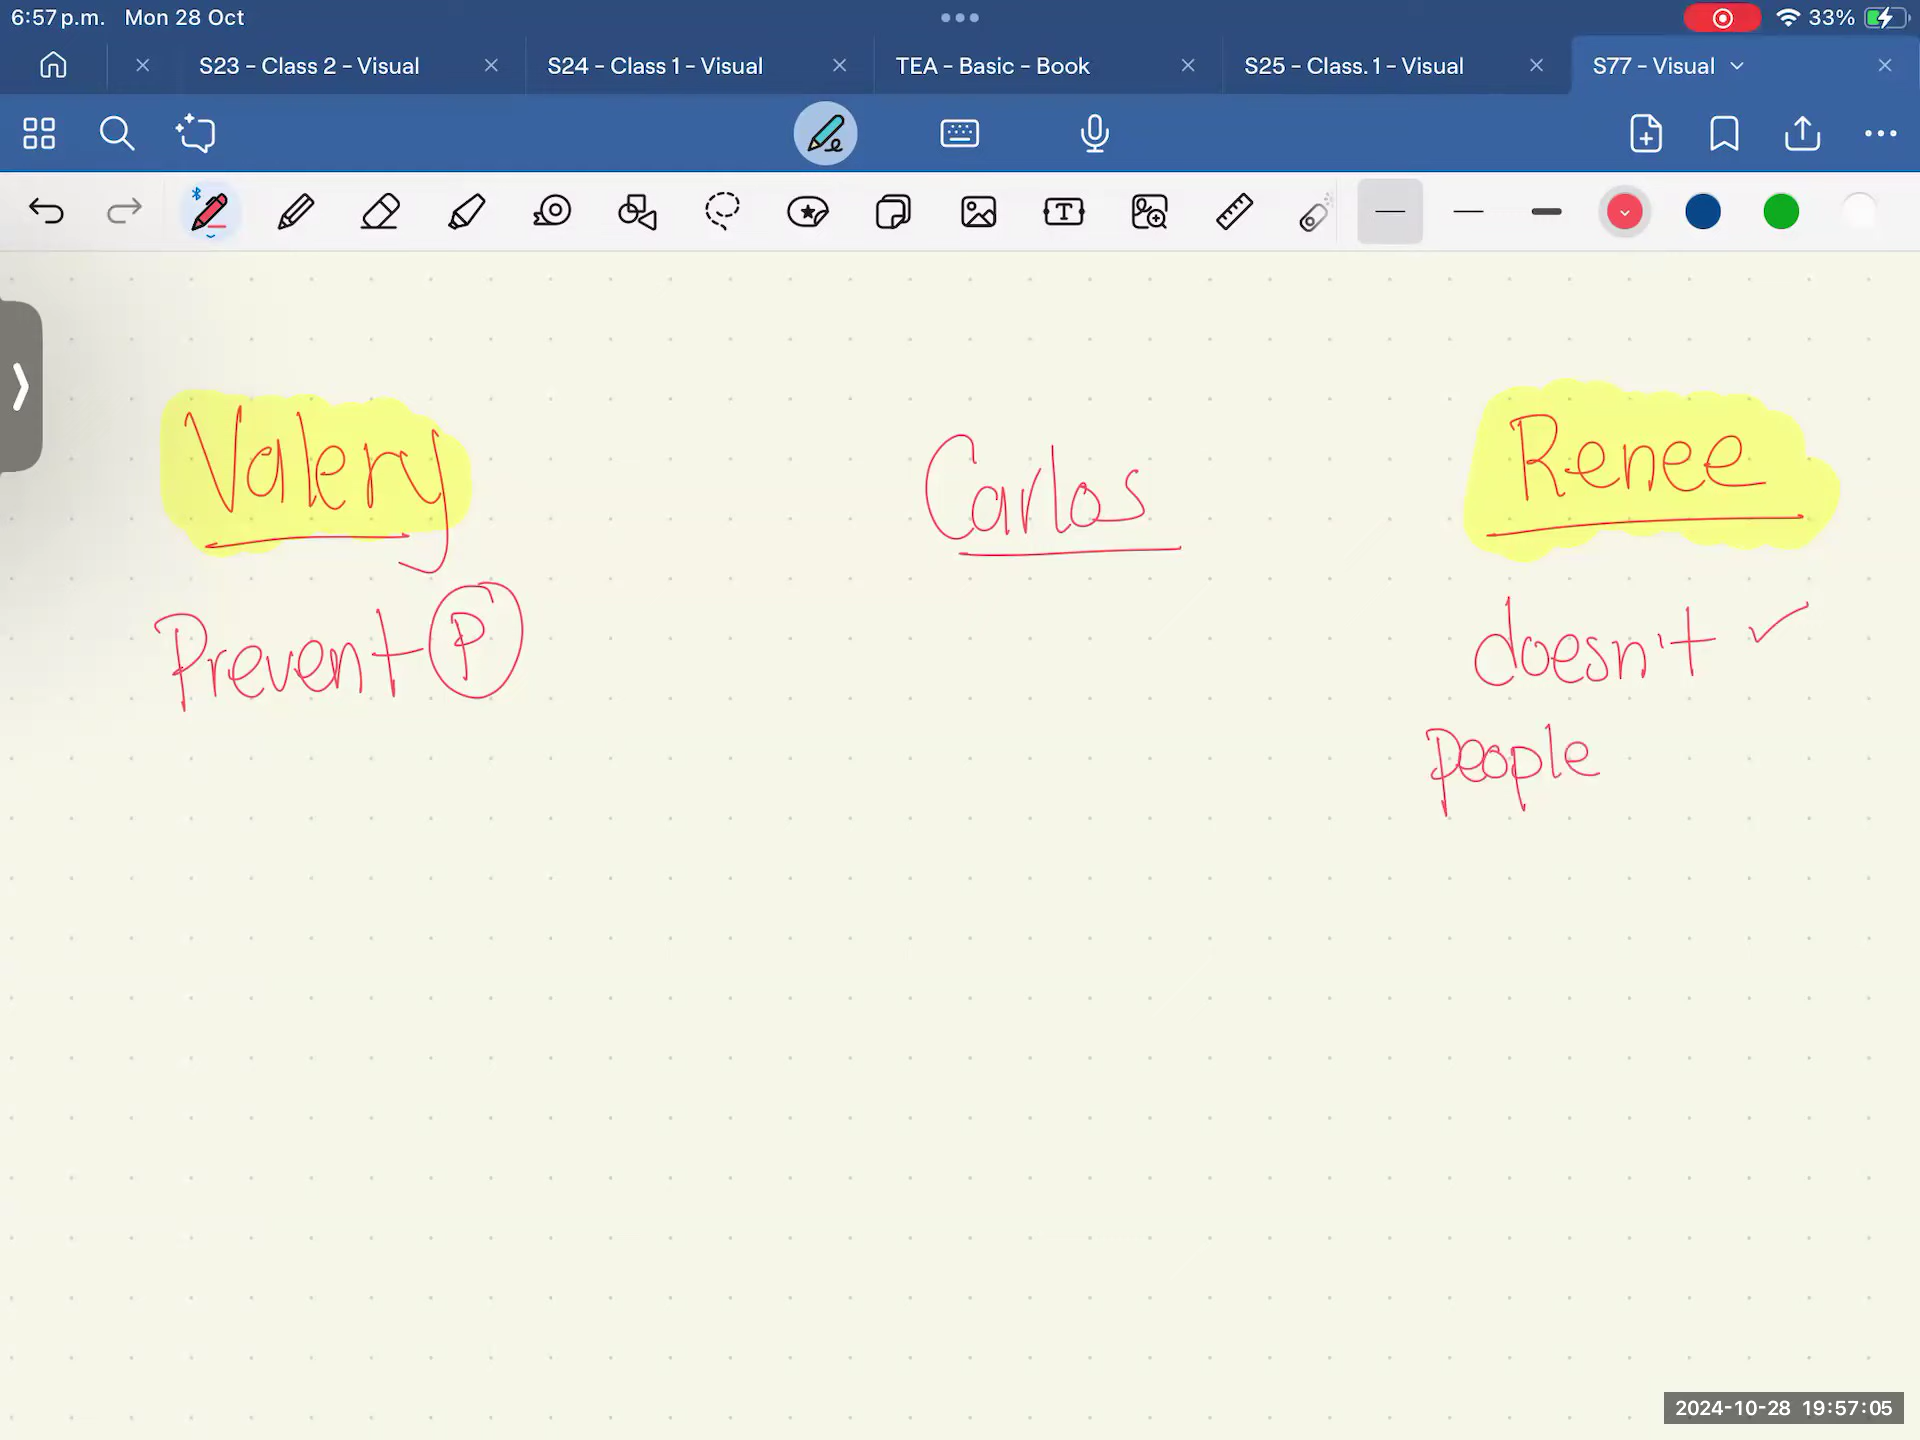 6:57 p.m. Mon 28 Oct 33%
S23 - Class 2 - Visual S24 - Class 1 - Visual TEA - Basic - Book S25 - Class. 1 - Visual S77 - Visual
Valery Carlos Renee
Prevent P doesn't
people
2024-10-28 19:57:05